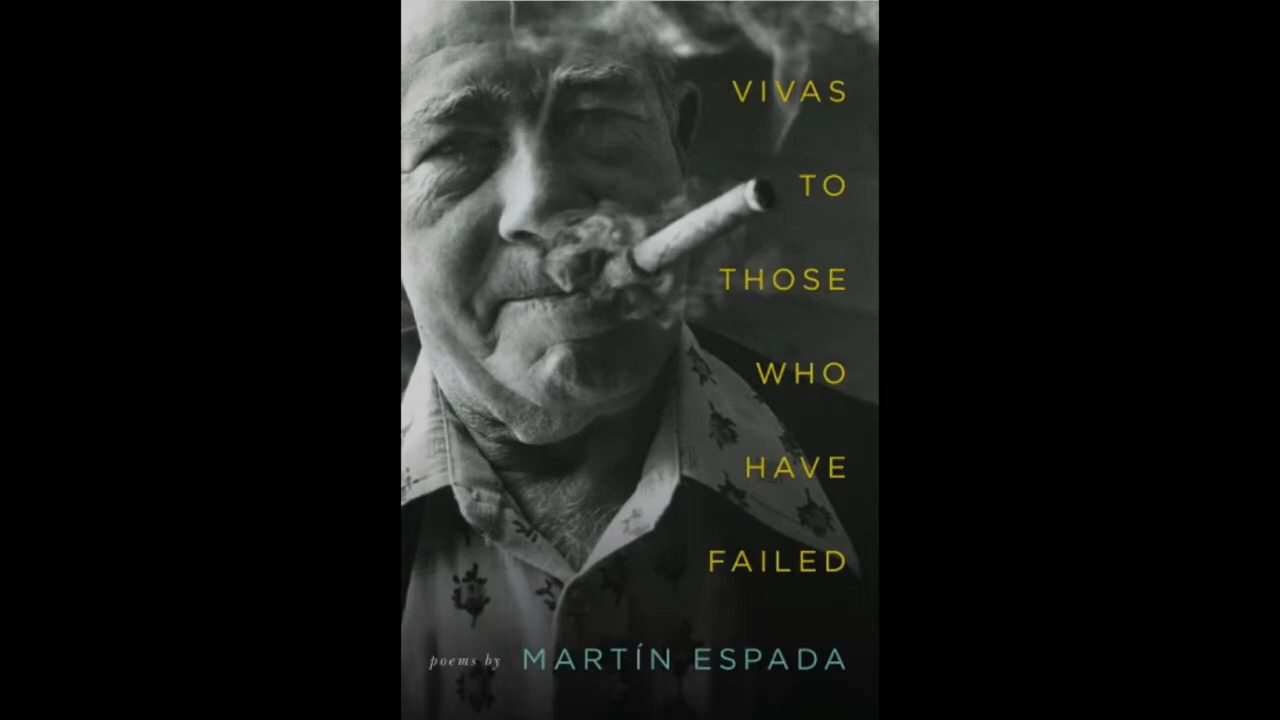 VIVAS
TO
THOSE
WHO
HAVE
FAILED
poems by MARTÍN ESPADA